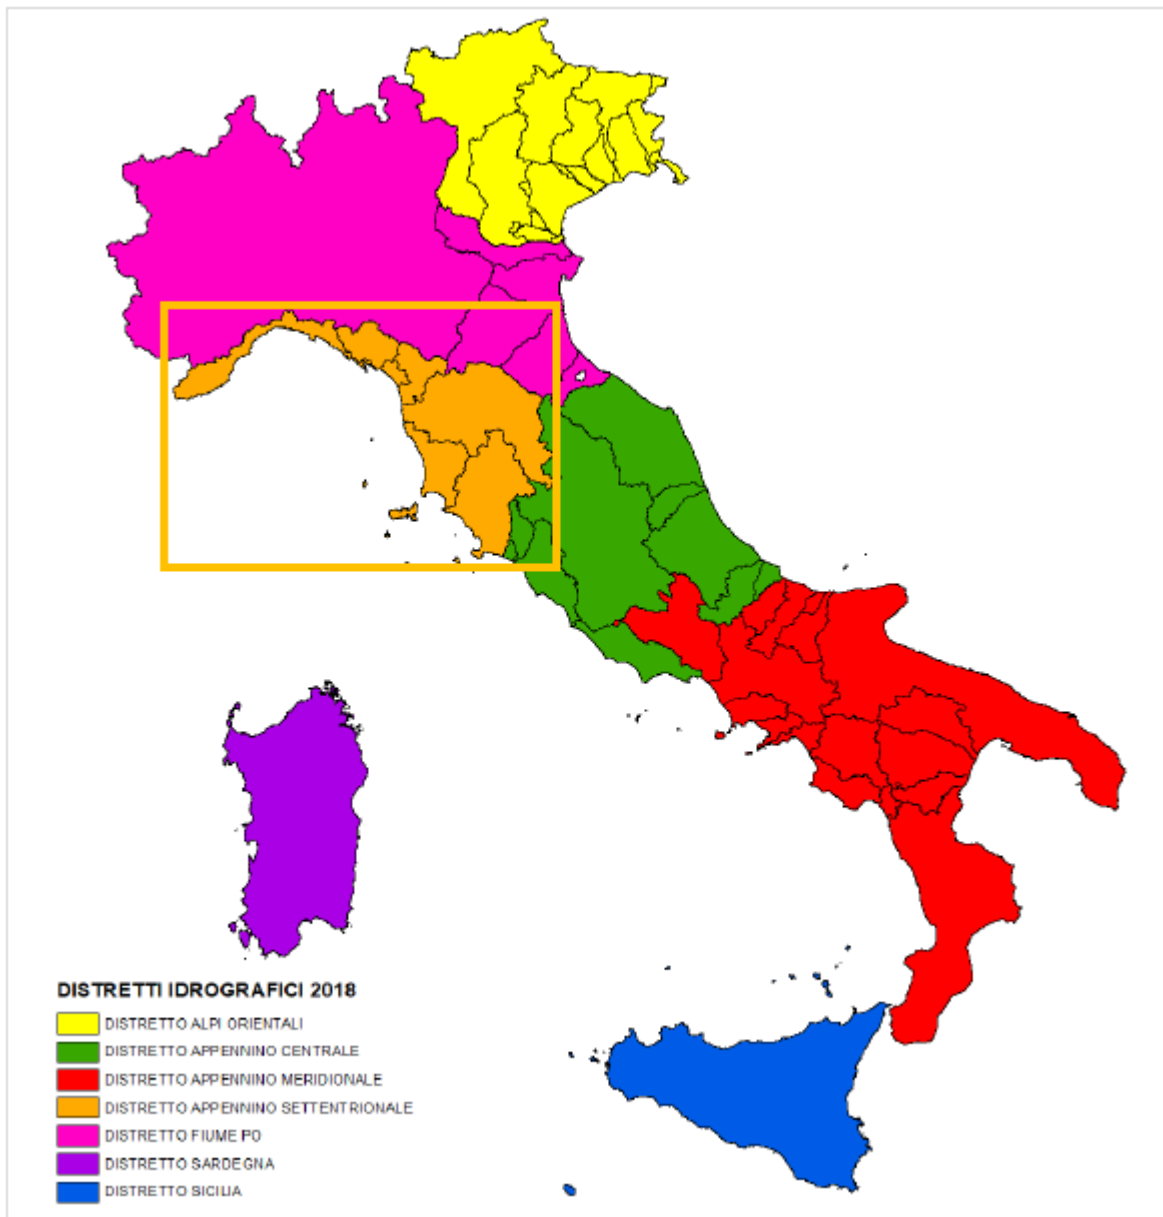 DISTRETTI IDROGRAFICI 2018
DISTRETTO ALPI ORIENTALI
DISTRETTO APPENNINO CENTRALE
DISTRETTO APPENNINO MERIDIONALE
DISTRETTO APPENNINO SETTENTRIONALE
DISTRETTO FIUME PO
DISTRETTO SARDEGNA
DISTRETTO SICILIA